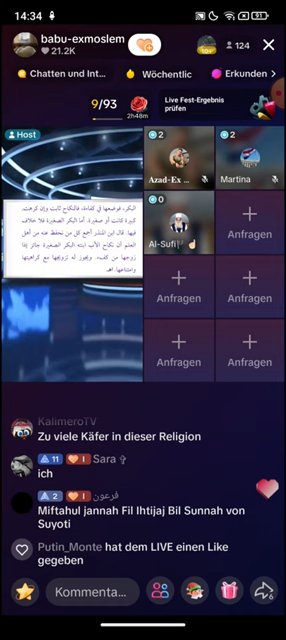 14:34
91
babu-exmoslem
21.2K
124
Chatten und Int...
Wöchentlic
Erkunden
9/93
2h48m
Live Fest-Ergebnis
prüfen
Host
2
2
البكر، فوضعها في كفاءة، فالنكاح ثابت وإن كرهت،
كبيرة كانت أو صغيرة. أما البكر الصغيرة فلا خلاف
فيها. قال ابن المنذر أجمع كل من نحفظ عنه من أهل
العلم أن نكاح الأب ابنته البكر الصغيرة جائز إذا
زوجها من كفء. ويجوز له تزويجها مع كراهيتها
وامتناعها. اهـ
Azad-Ex ...
Martina
0
Al-Sufi
Anfragen
Anfragen
Anfragen
Anfragen
Anfragen
KalimeroTV
Zu viele Käfer in dieser Religion
11 1 Sara ✞
ich
2 1 فرعون
Miftahul jannah Fil Ihtijaj Bil Sunnah von
Suyoti
Putin_Monte hat dem LIVE einen Like
gegeben
Kommenta...
6